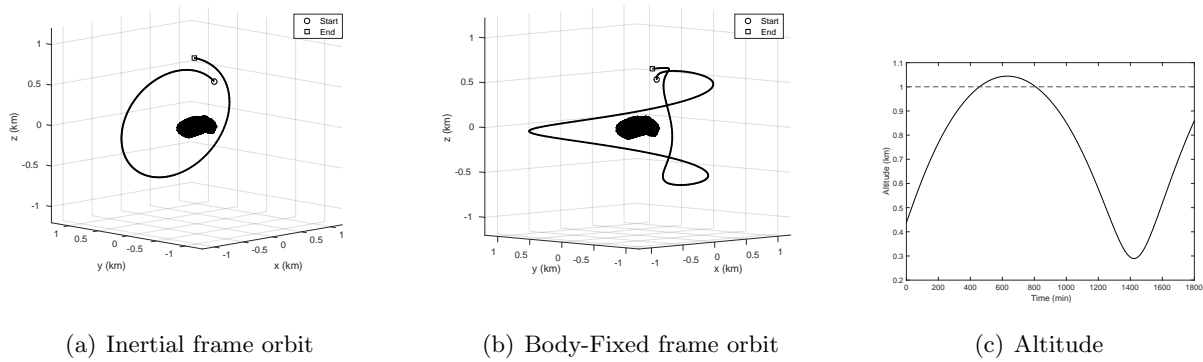 Start
End
1
0.5
0
-0.5
-1
z (km)
1
0.5
0
-0.5
-1
y (km)
-1
-0.5
0
0.5
1
x (km)
(a) Inertial frame orbit
Start
End
1
0.5
0
-0.5
-1
z (km)
1
0.5
0
-0.5
-1
y (km)
-1
-0.5
0
0.5
1
x (km)
(b) Body-Fixed frame orbit
1.1
1
0.9
0.8
0.7
0.6
0.5
0.4
0.3
0.2
Altitude (km)
0 200 400 600 800 1000 1200 1400 1600 1800
Time (min)
(c) Altitude